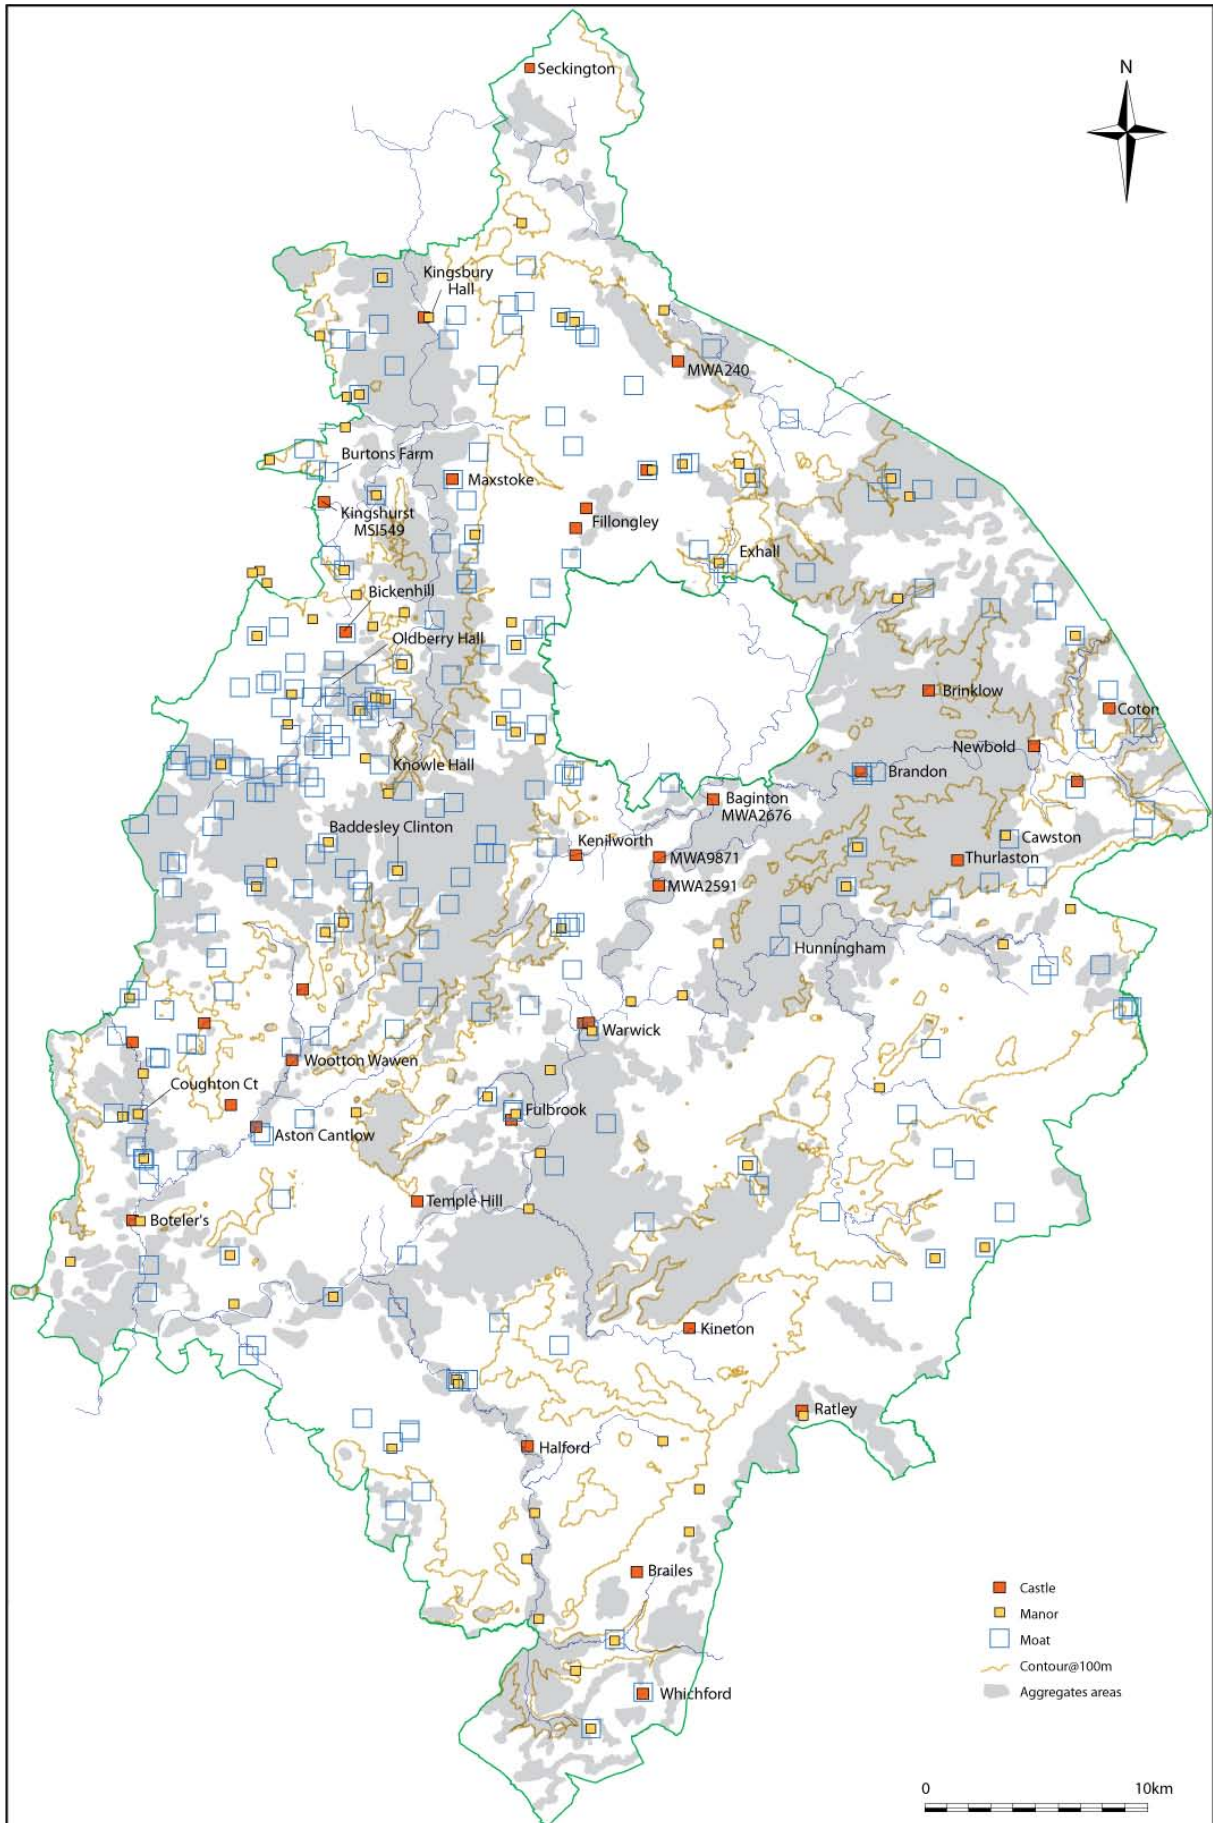 Seckington
N
Kingsbury
Hall
MWA240
Burtons Farm
Maxstoke
Kingshurst
MSI549
Fillongley
Exhall
Bickenhill
Oldberry Hall
Brinklow
Coton
Newbold
Knowle Hall
Brandon
Baginton
MWA2676
Baddesley Clinton
Kenilworth
Cawston
MWA9871
Thurlaston
MWA2591
Hunningham
Warwick
Wootton Wawen
Coughton Ct
Fulbrook
Aston Cantlow
Temple Hill
Boteler's
Kineton
Ratley
Halford
Brailes
Castle
Manor
Moat
Contour@100m
Whichford
Aggregates areas
0 10km